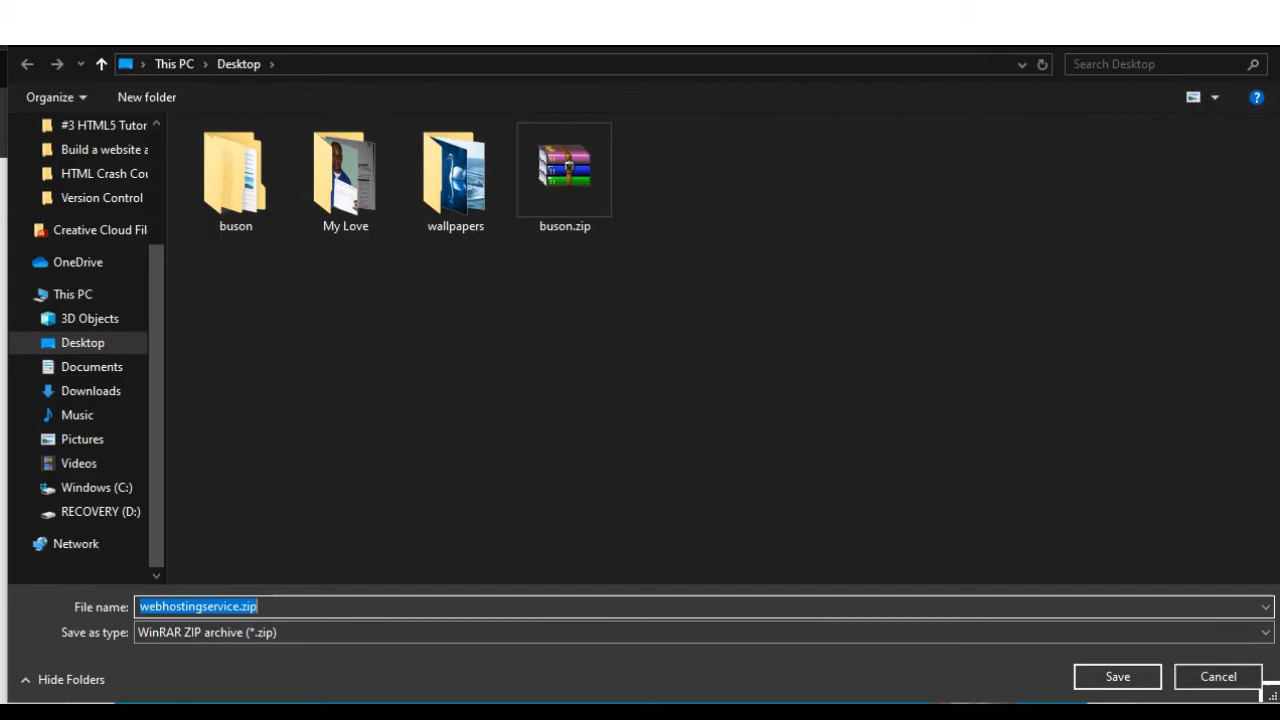 This PC
Desktop
Search Desktop
Organize
New folder
#3 HTML5 Tutor
Build a website a
HTML Crash Cou
Version Control
Creative Cloud Fil
OneDrive
This PC
3D Objects
Desktop
Documents
Downloads
Music
Pictures
Videos
Windows (C:)
RECOVERY (D:)
Network
buson
My Love
wallpapers
buson.zip
File name: webhostingservice.zip
Save as type: WinRAR ZIP archive (*.zip)
Hide Folders
Save
Cancel